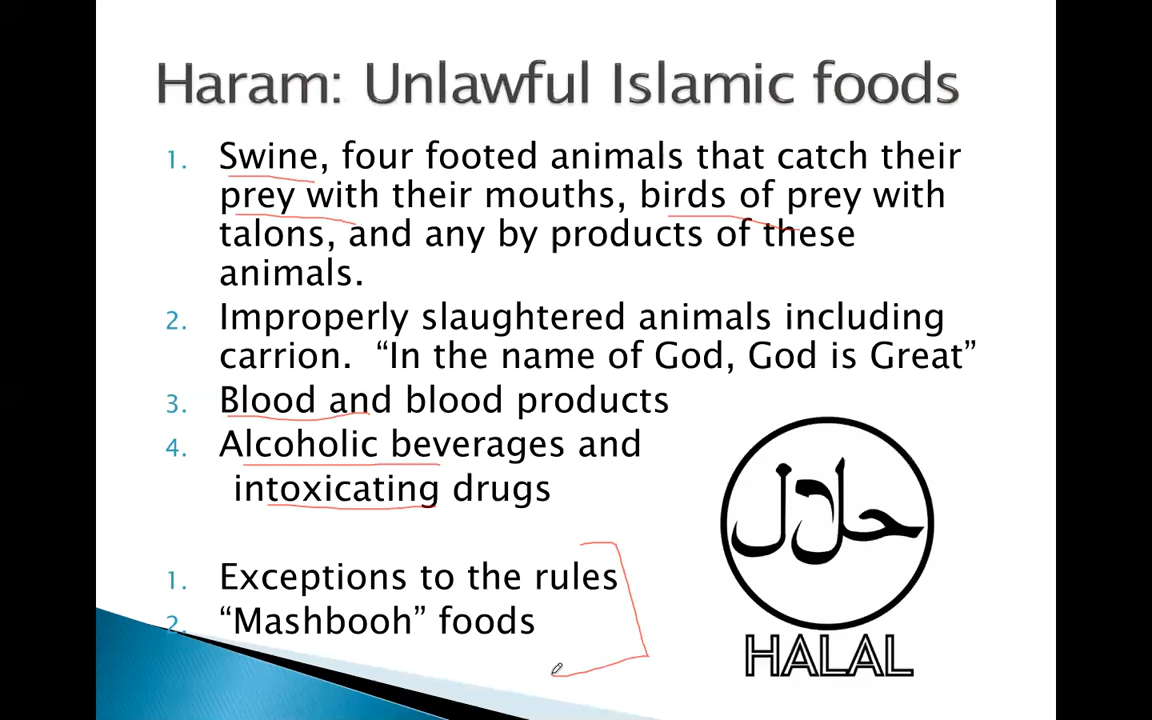 Haram: Unlawful Islamic foods
1. Swine, four footed animals that catch their
prey with their mouths, birds of prey with
talons, and any by products of these
animals.
2. Improperly slaughtered animals including
carrion. “In the name of God, God is Great”
3. Blood and blood products
4. Alcoholic beverages and
intoxicating drugs
1. Exceptions to the rules
2. “Mashbooh” foods
حلال
HALAL